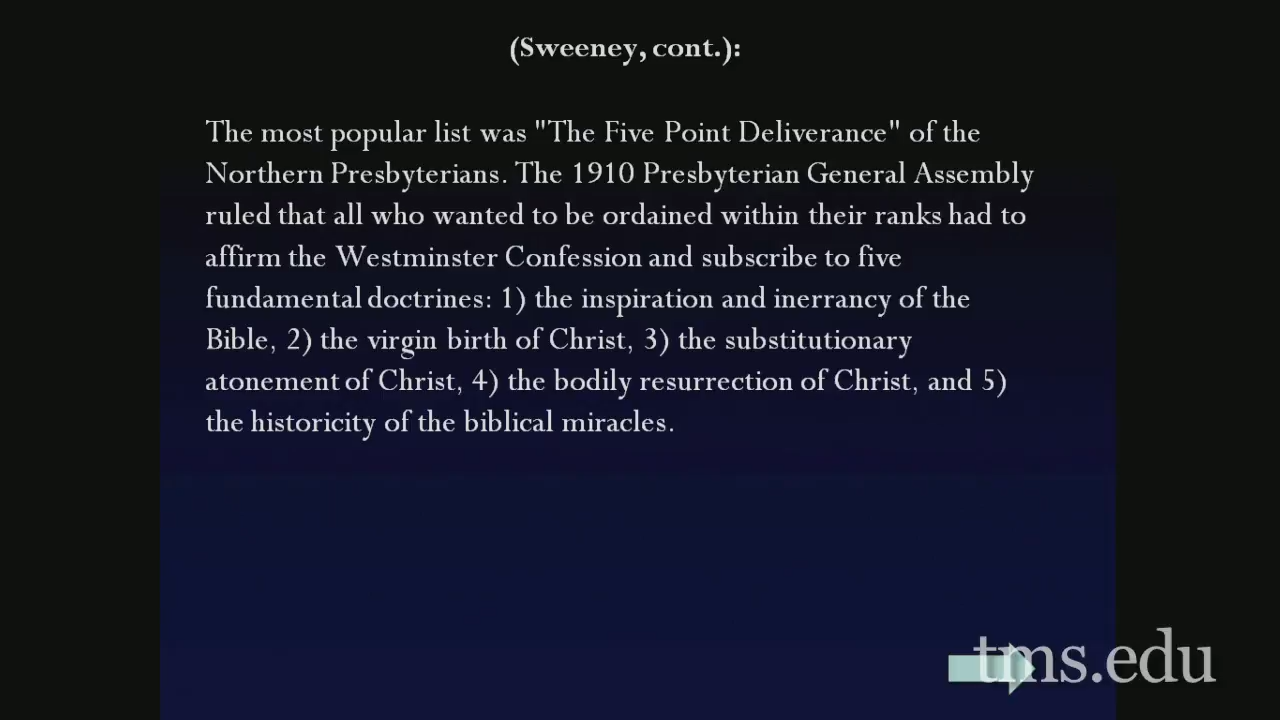 (Sweeney, cont.):
The most popular list was "The Five Point Deliverance" of the
Northern Presbyterians. The 1910 Presbyterian General Assembly
ruled that all who wanted to be ordained within their ranks had to
affirm the Westminster Confession and subscribe to five
fundamental doctrines: 1) the inspiration and inerrancy of the
Bible, 2) the virgin birth of Christ, 3) the substitutionary
atonement of Christ, 4) the bodily resurrection of Christ, and 5)
the historicity of the biblical miracles.
tms.edu